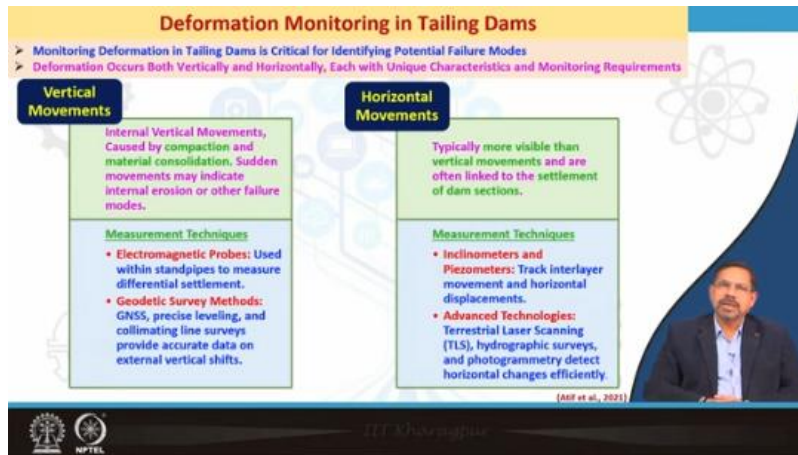 Deformation Monitoring in Tailing Dams
➢ Monitoring Deformation in Tailing Dams is Critical for Identifying Potential Failure Modes
➢ Deformation Occurs Both Vertically and Horizontally, Each with Unique Characteristics and Monitoring Requirements
Vertical
Movements
Internal Vertical Movements,
Caused by compaction and
material consolidation. Sudden
movements may indicate
internal erosion or other failure
modes.
Measurement Techniques
• Electromagnetic Probes: Used
within standpipes to measure
differential settlement.
• Geodetic Survey Methods:
GNSS, precise leveling, and
collimating line surveys
provide accurate data on
external vertical shifts.
Horizontal
Movements
Typically more visible than
vertical movements and are
often linked to the settlement
of dam sections.
Measurement Techniques
• Inclinometers and
Piezometers: Track interlayer
movement and horizontal
displacements.
• Advanced Technologies:
Terrestrial Laser Scanning
(TLS), hydrographic surveys,
and photogrammetry detect
horizontal changes efficiently.
(Atif et al., 2021)
NPTEL
IIT Kharagpur